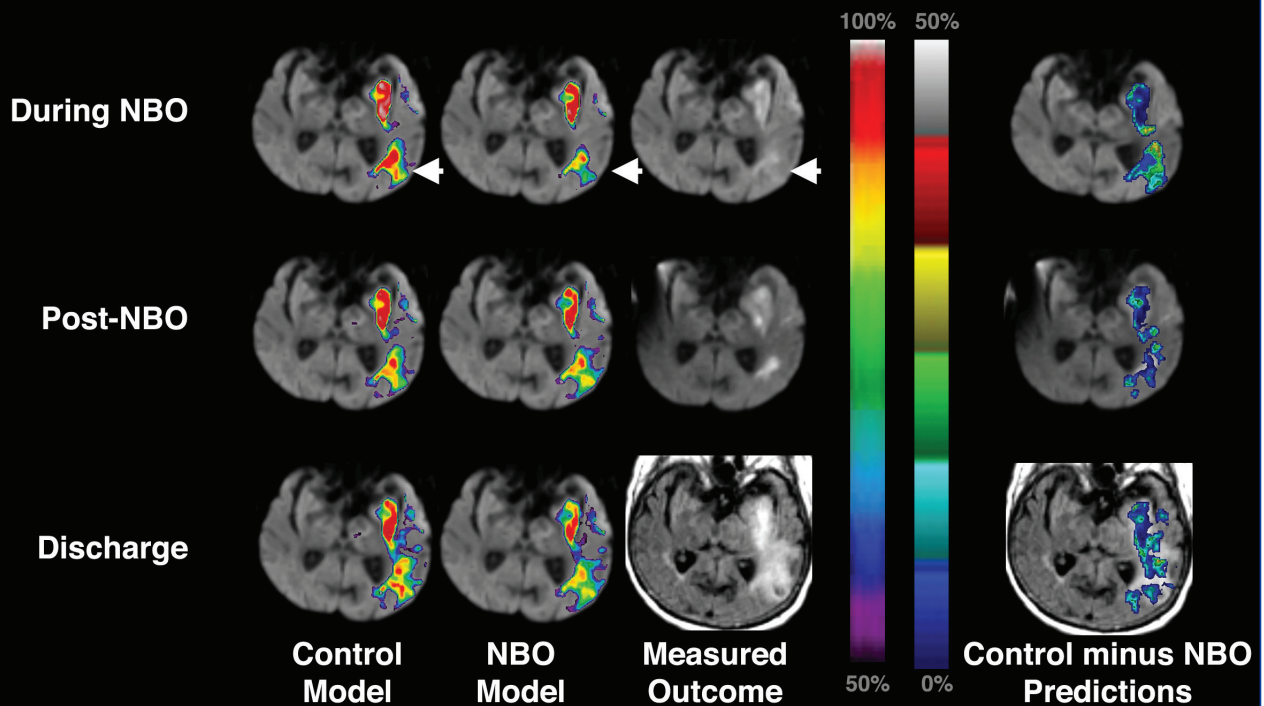 100% 50%
During NBO
Post-NBO
Discharge
Control Model
NBO Model
Measured Outcome
50% 0%
Control minus NBO Predictions